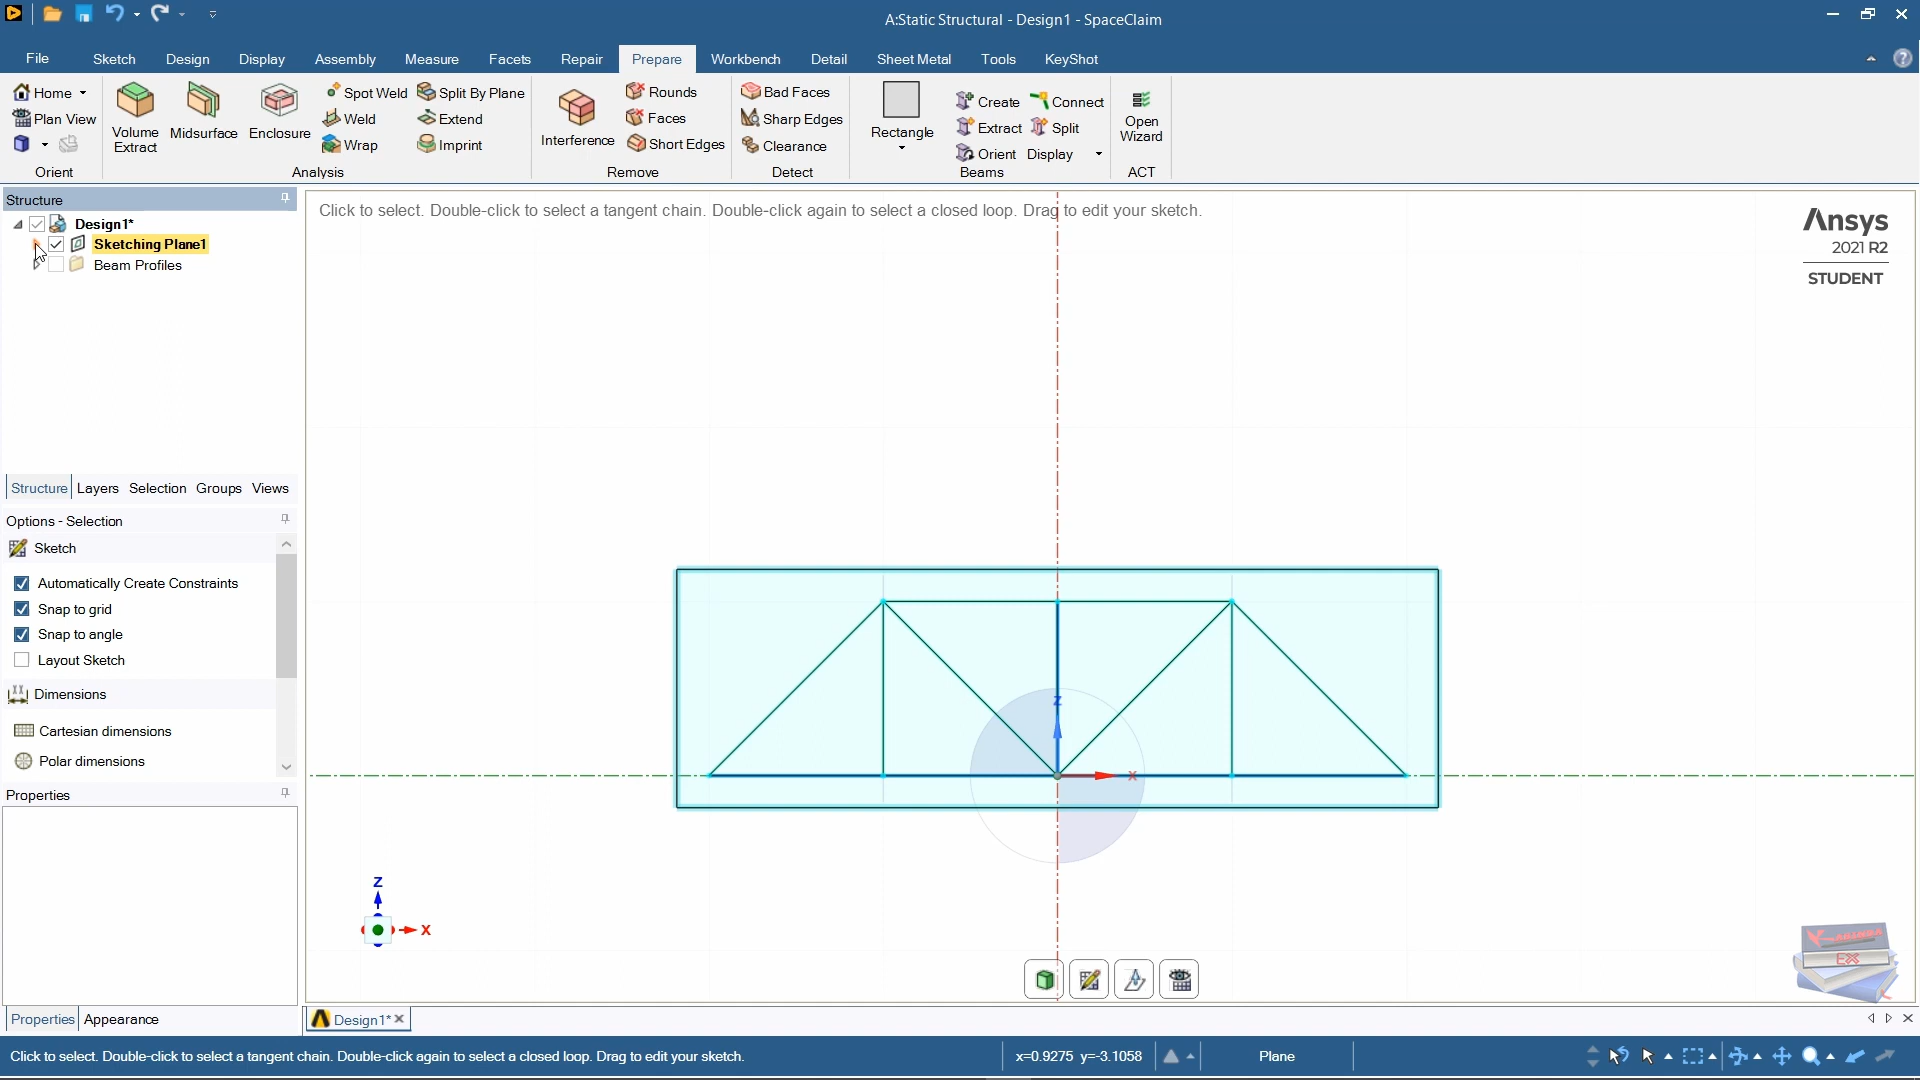 A:Static Structural - Design1 - SpaceClaim
File Sketch Design Display Assembly Measure Facets Repair Prepare Workbench Detail Sheet Metal Tools KeyShot
Home
Plan View
Orient
Volume Extract
Midsurface
Enclosure
Spot Weld
Weld
Wrap
Split By Plane
Extend
Imprint
Analysis
Interference
Rounds
Faces
Short Edges
Remove
Bad Faces
Sharp Edges
Clearance
Detect
Rectangle
Create
Connect
Extract
Split
Orient
Display
Beams
Open Wizard
ACT
Structure
Design1*
Sketching Plane1
Beam Profiles
Structure Layers Selection Groups Views
Options - Selection
Sketch
Automatically Create Constraints
Snap to grid
Snap to angle
Layout Sketch
Dimensions
Cartesian dimensions
Polar dimensions
Properties
Properties Appearance
Click to select. Double-click to select a tangent chain. Double-click again to select a closed loop. Drag to edit your sketch.
Ansys
2021 R2
STUDENT
Z
X
Z
X
EX
Design1*
Click to select. Double-click to select a tangent chain. Double-click again to select a closed loop. Drag to edit your sketch.
x=0.9275 y=-3.1058
Plane